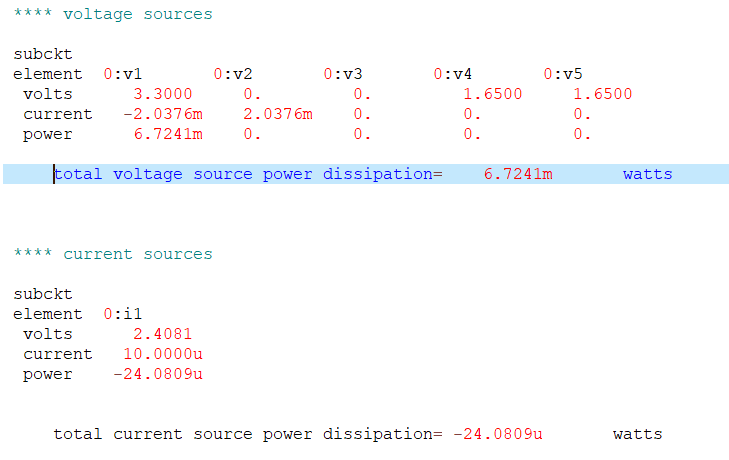 **** voltage sources
subckt
element 0:v1 0:v2 0:v3 0:v4 0:v5
volts 3.3000 0. 0. 1.6500 1.6500
current -2.0376m 2.0376m 0. 0. 0.
power 6.7241m 0. 0. 0. 0.
total voltage source power dissipation= 6.7241m watts
**** current sources
subckt
element 0:i1
volts 2.4081
current 10.0000u
power -24.0809u
total current source power dissipation= -24.0809u watts